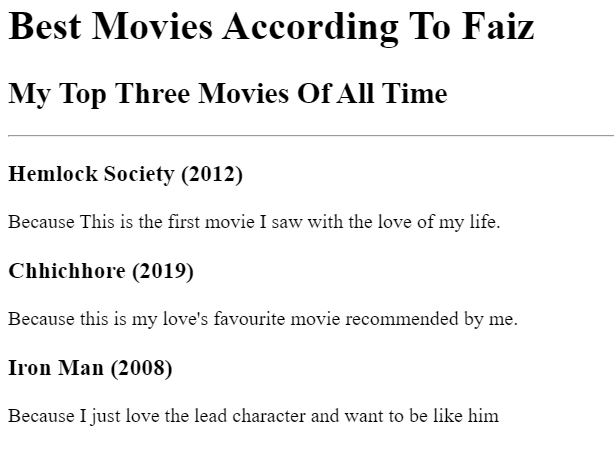 Best Movies According To Faiz
My Top Three Movies Of All Time
Hemlock Society (2012)
Because This is the first movie I saw with the love of my life.
Chhichhore (2019)
Because this is my love's favourite movie recommended by me.
Iron Man (2008)
Because I just love the lead character and want to be like him